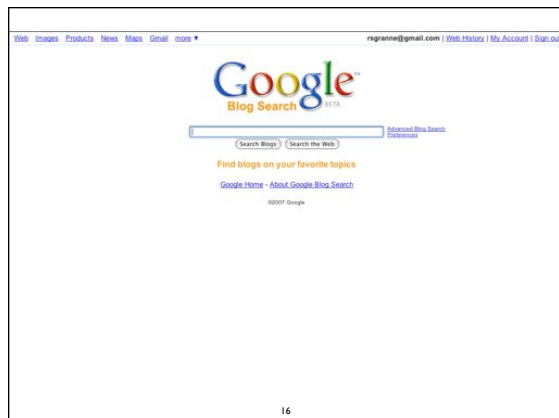 Web Images Products News Maps Gmail more ▼ rsgranne@gmail.com | Web History | My Account | Sign out
Google™
Blog Search BETA
Advanced Blog Search
Preferences
Search Blogs Search the Web
Find blogs on your favorite topics
Google Home - About Google Blog Search
©2007 Google
16